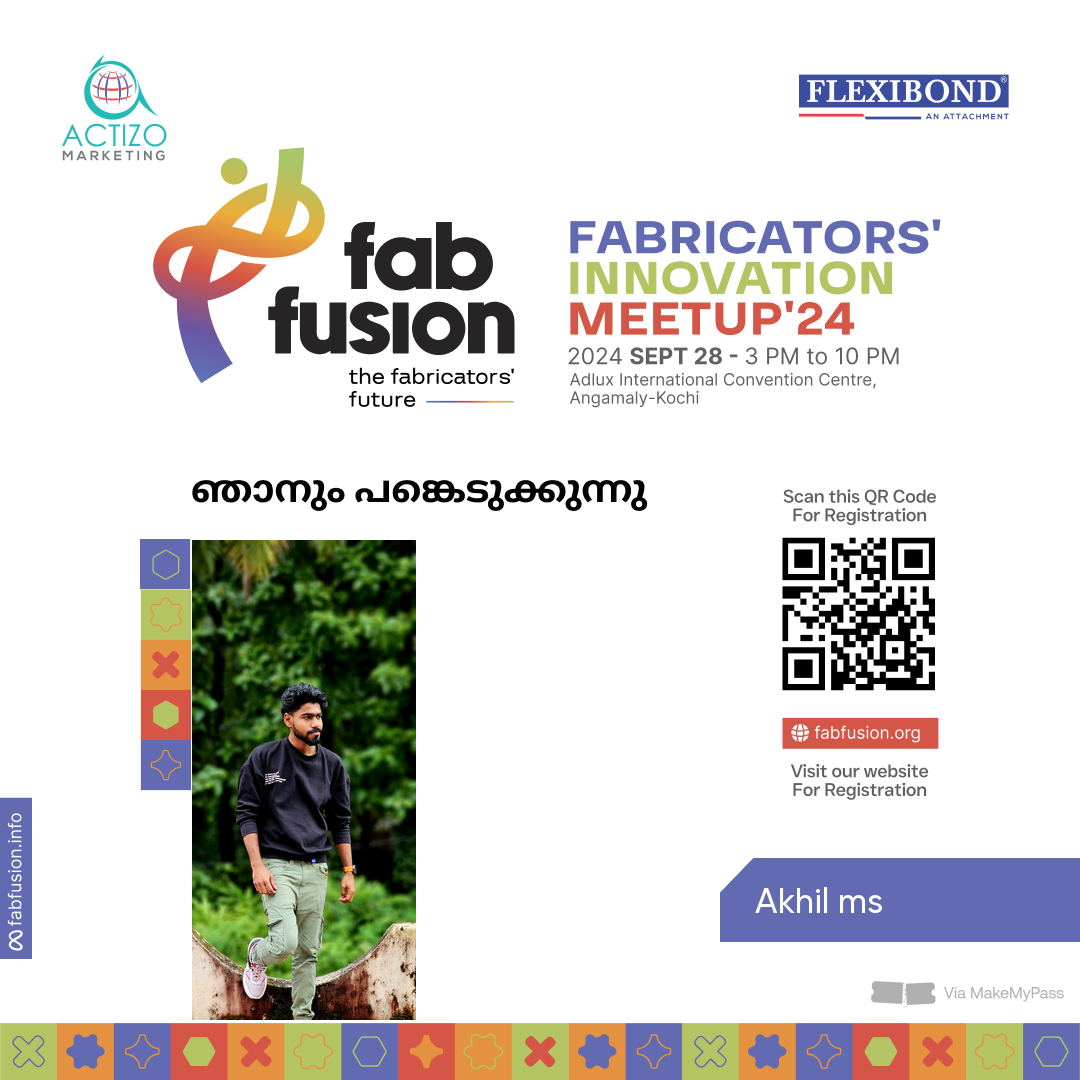 ACTIZO
MARKETING
FLEXIBOND®
AN ATTACHMENT
fab
fusion
the fabricators'
future
FABRICATORS'
INNOVATION
MEETUP'24
2024 SEPT 28 - 3 PM to 10 PM
Adlux International Convention Centre,
Angamaly-Kochi
ഞാനും പങ്കെടുക്കുന്നു
Scan this QR Code
For Registration
fabfusion.org
Visit our website
For Registration
fabfusion.info
Akhil ms
Via MakeMyPass